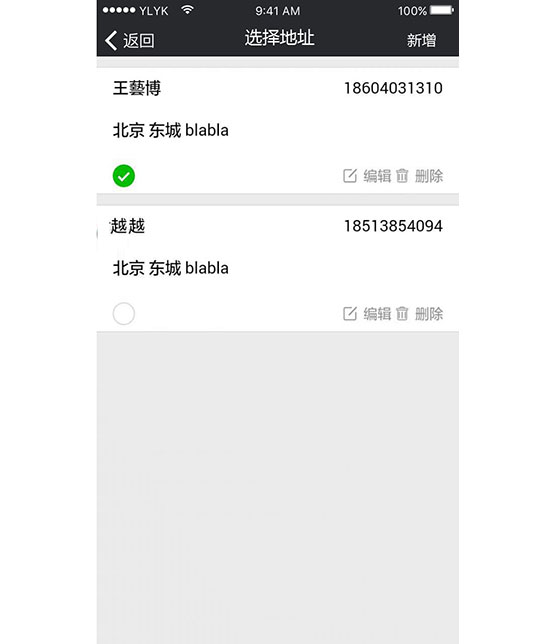 YLYK 9:41 AM 100%
返回 选择地址 新增
王藝博 18604031310
北京 东城 blabla
编辑 删除
越越 18513854094
北京 东城 blabla
编辑 删除